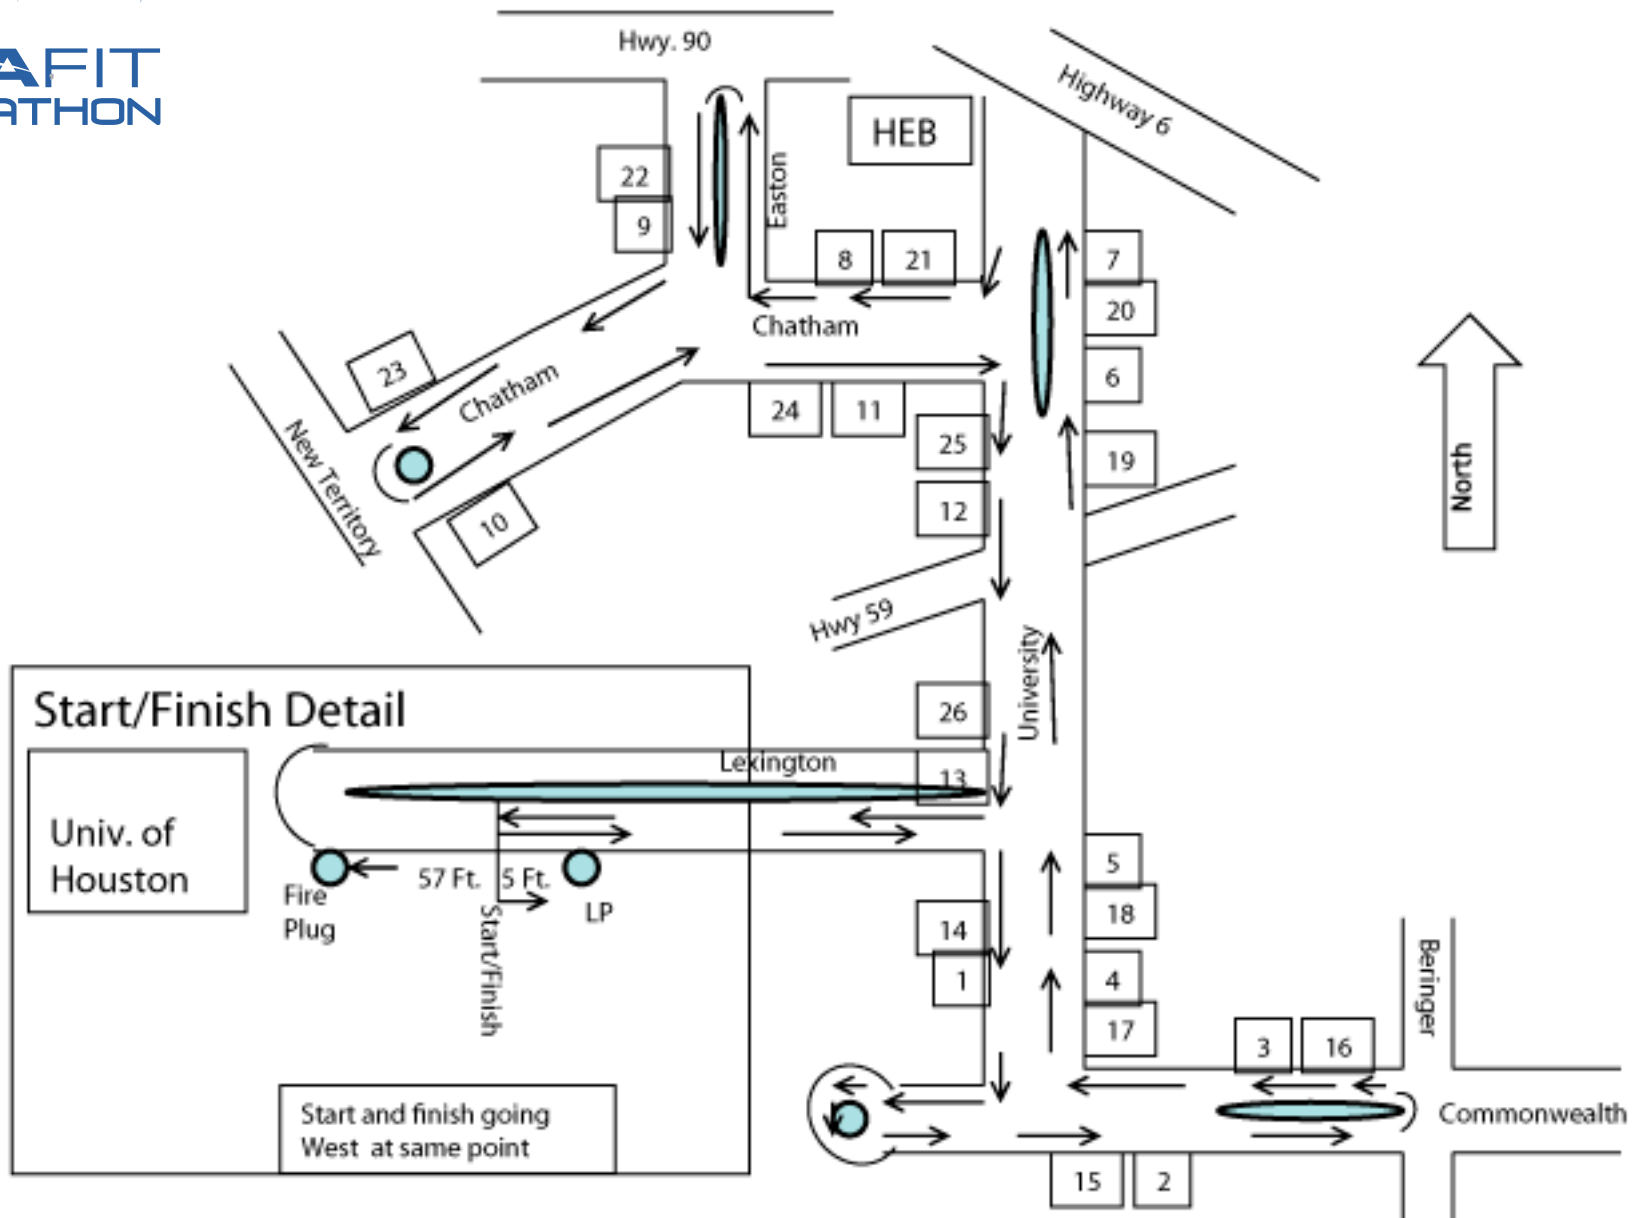 AFIT
ATHON
Hwy. 90
Highway 6
HEB
22
9
Easton
8
21
7
20
Chatham
6
23
Chatham
24
11
25
19
New Territory
10
12
North
Hwy 59
University
26
Start/Finish Detail
Lexington
13
Univ. of
Houston
57 Ft.
5 Ft.
Fire
Plug
LP
Start/Finish
5
18
14
1
4
17
Beringer
3
16
Start and finish going
West at same point
Commonwealth
15
2